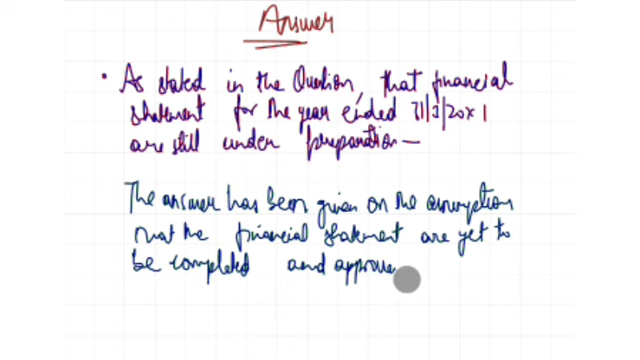 Answer
• As stated in the Question, that financial
statement for the year ended 31/3/20x1
are still under preparation —
The answer has been given on the assumption
that the financial statement are yet to
be completed and approve